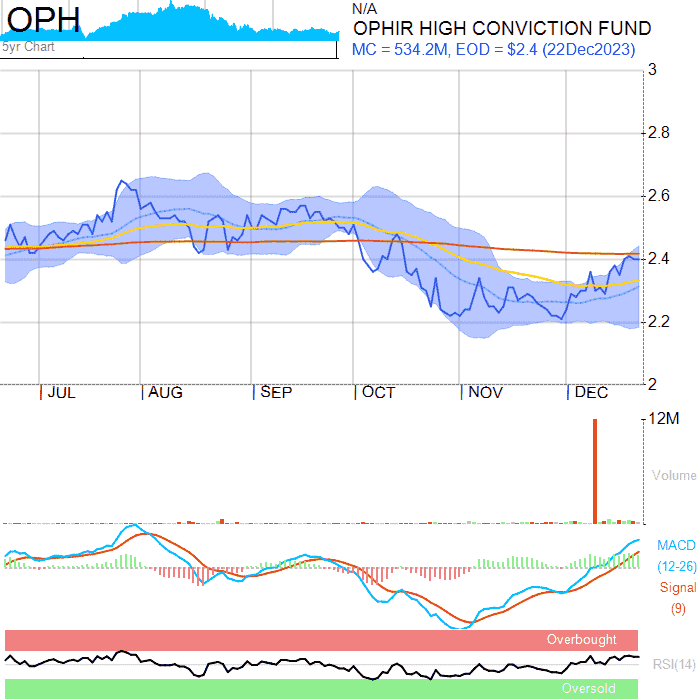 OPH
5yr Chart
N/A
OPHIR HIGH CONVICTION FUND
MC = 534.2M, EOD = $2.4 (22Dec2023)
3
2.8
2.6
2.4
2.2
2
JUL AUG SEP OCT NOV DEC
12M
Volume
MACD
(12-26)
Signal
(9)
Overbought
RSI(14)
Oversold